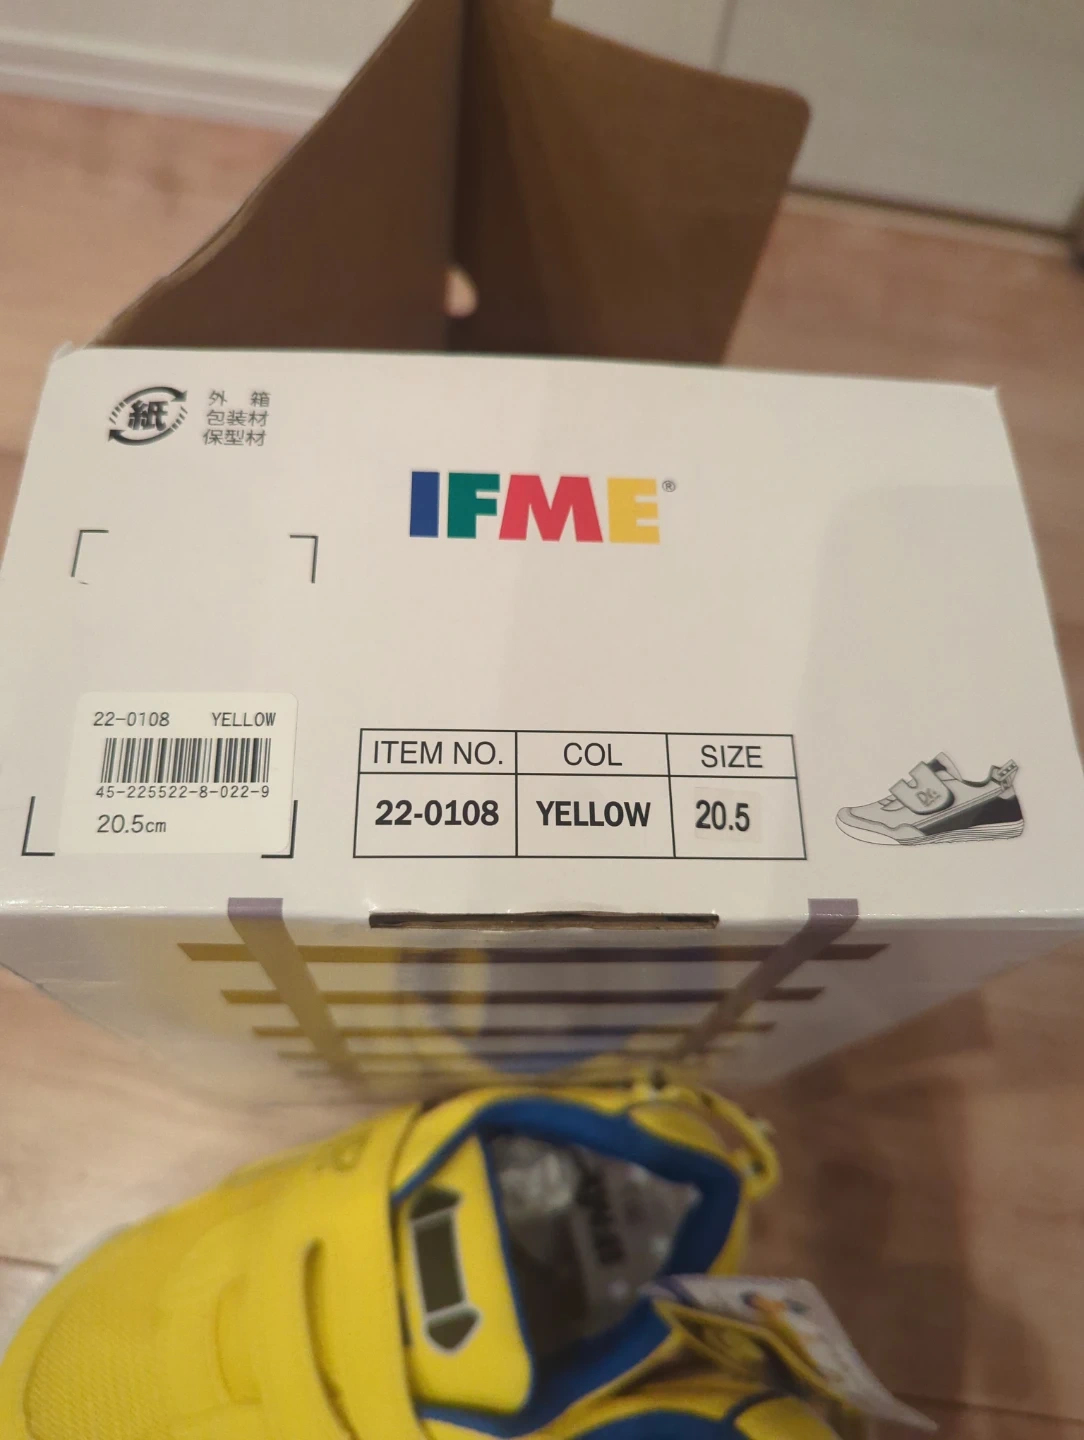 紙
外 箱
包装材
保型材
IFME®
22-0108 YELLOW
45-225522-8-022-9
20.5cm
ITEM NO. COL SIZE
22-0108 YELLOW 20.5